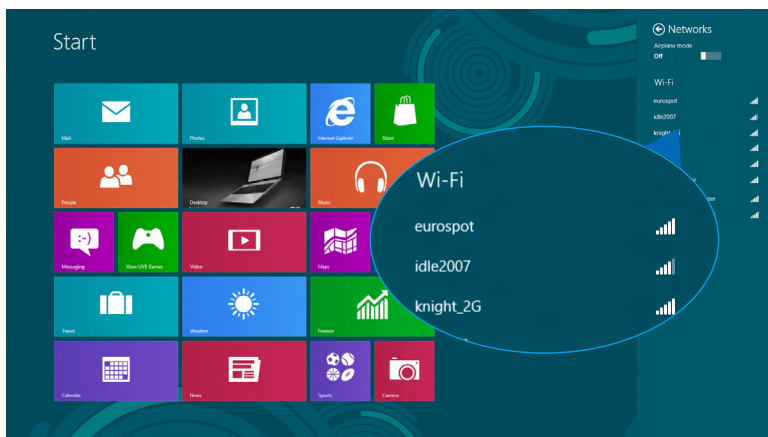 Start
Mail
Photos
Internet Explorer
Store
People
Desktop
Music
Messaging
Xbox LIVE Games
Video
Maps
Travel
Weather
Finance
Calendar
News
Sports
Camera
Networks
Airplane mode
Off
Wi-Fi
eurospot
idle2007
Wi-Fi
eurospot
idle2007
knight_2G